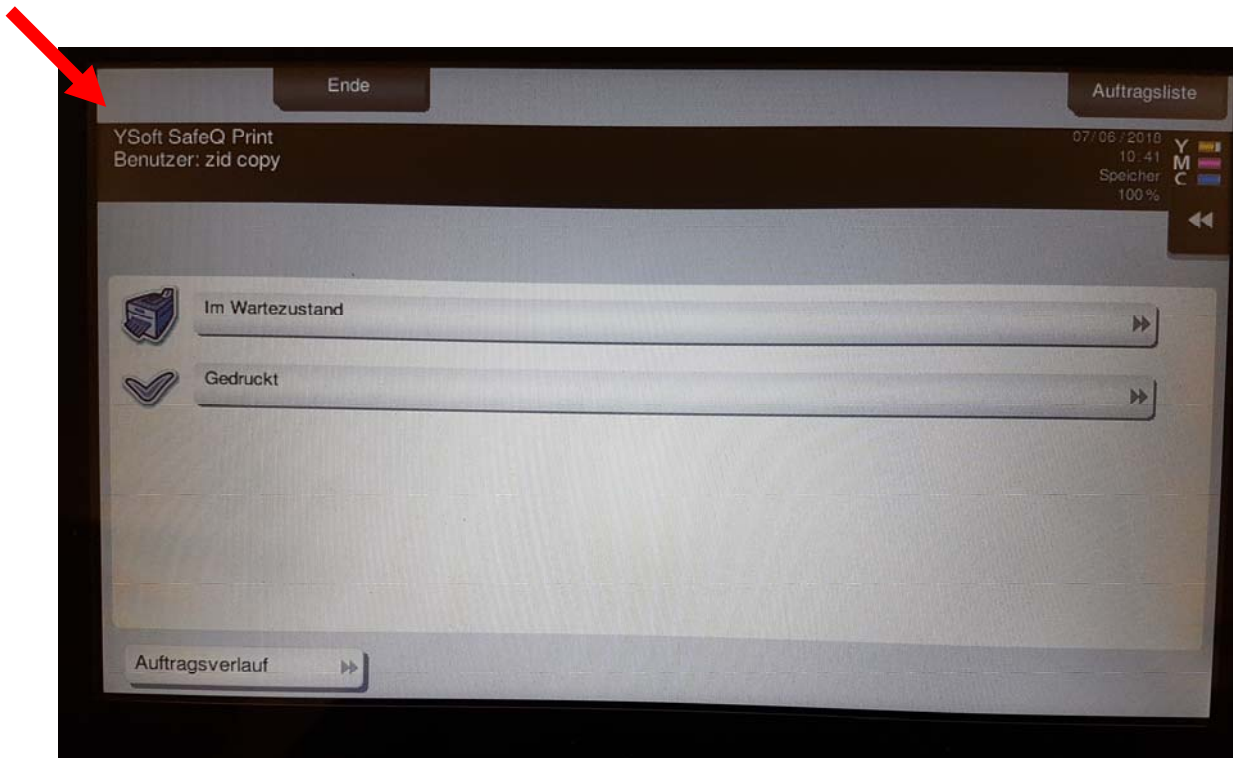 Ende
Auftragsliste
YSoft SafeQ Print
Benutzer: zid copy
07/06/2018
10:41
Speicher
100 %
Y
M
C
Im Wartezustand
Gedruckt
Auftragsverlauf